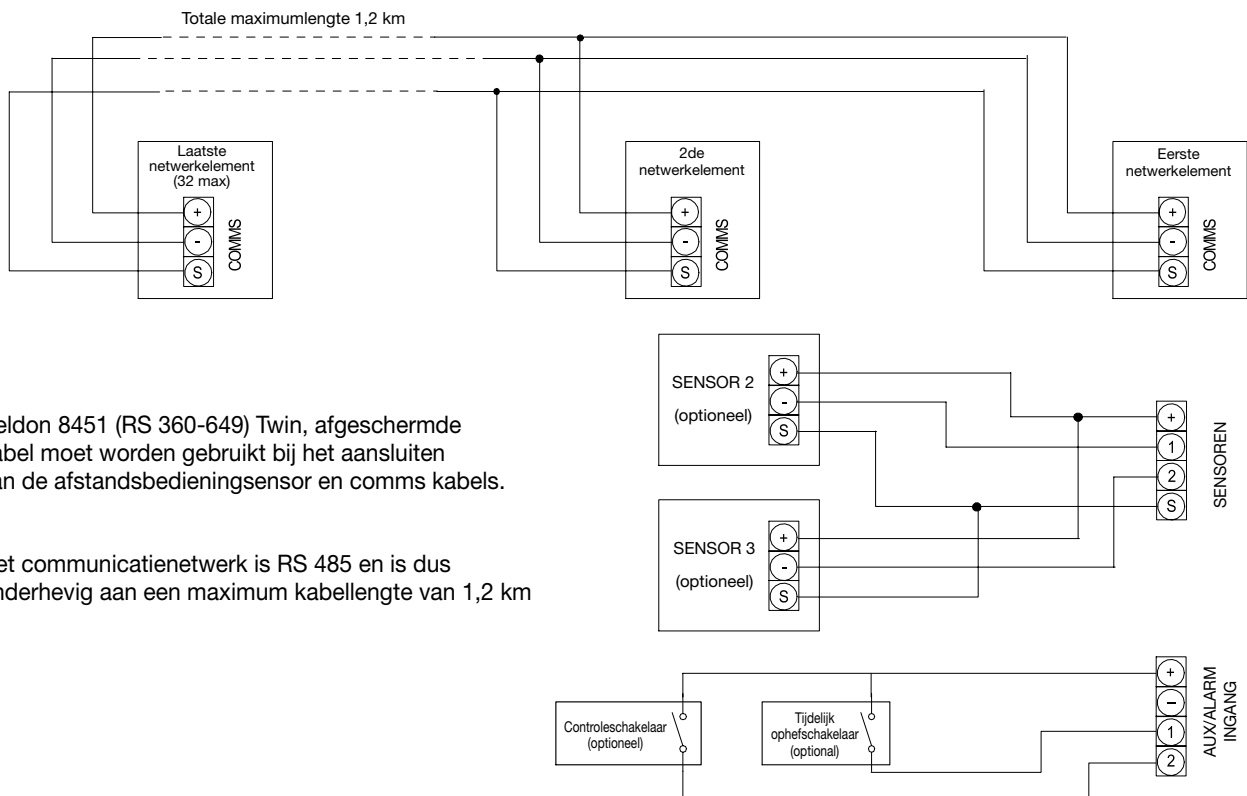 Totale maximumlengte 1,2 km
Laatste
netwerkelement
(32 max)
+
-
S
COMMS
2de
netwerkelement
+
-
S
COMMS
Eerste
netwerkelement
+
-
S
COMMS
eldon 8451 (RS 360-649) Twin, afgeschermde
abel moet worden gebruikt bij het aansluiten
an de afstandsbedieningsensor en comms kabels.
et communicatienetwerk is RS 485 en is dus
nderhevig aan een maximum kabellengte van 1,2 km
SENSOR 2
(optioneel)
+
-
S
SENSOR 3
(optioneel)
+
-
S
+
1
2
S
SENSOREN
Controleschakelaar
(optioneel)
Tijdelijk
ophefschakelaar
(optional)
+
–
1
2
AUX/ALARM
INGANG